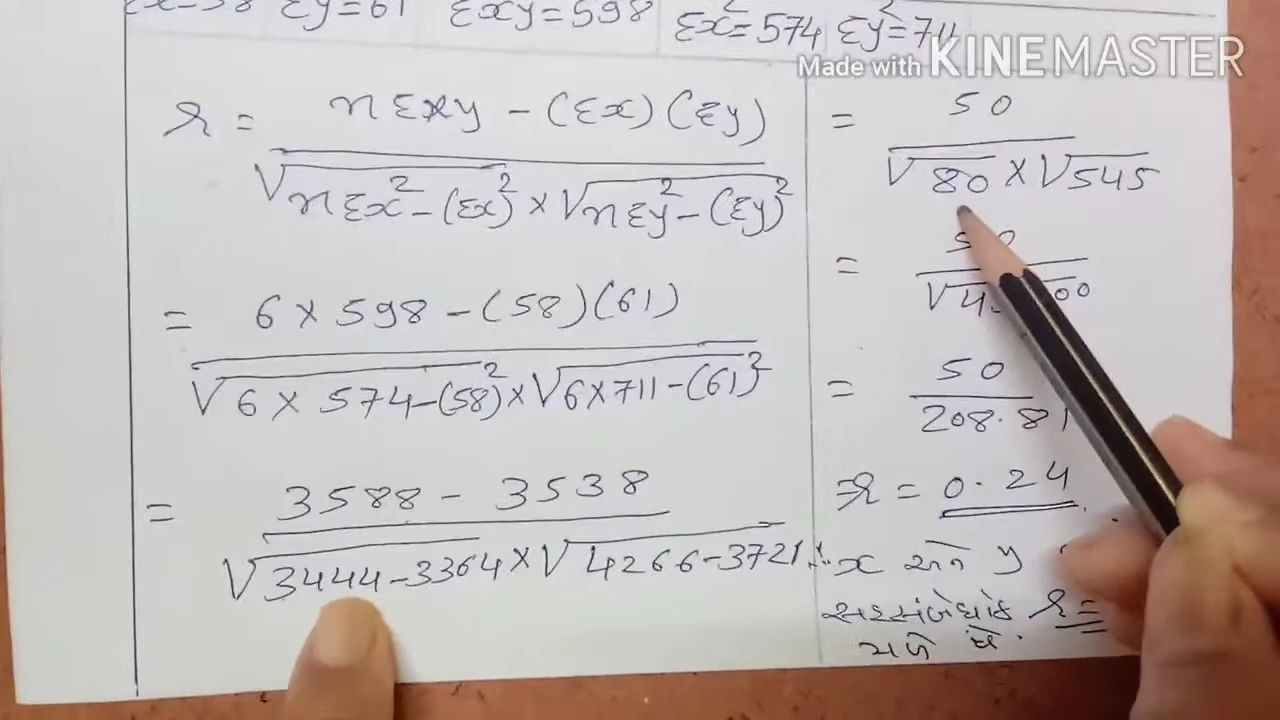 Σy=61 Σxy=598 Σx²=574 Σy²=711
Made with KINEMASTER
r = nΣxy - (Σx)(Σy)
√nΣx² - (Σx)² × √nΣy² - (Σy)²
= 6 × 598 - (58)(61)
√6 × 574 - (58)² × √6×711 - (61)²
= 3588 - 3538
√3444 - 3364 × √4266 - 3721
= 50
√80 × √545
= 50
= 50
208.81
⇒ r = 0.24
∴ x અને y
સહસંબંધાંક r =